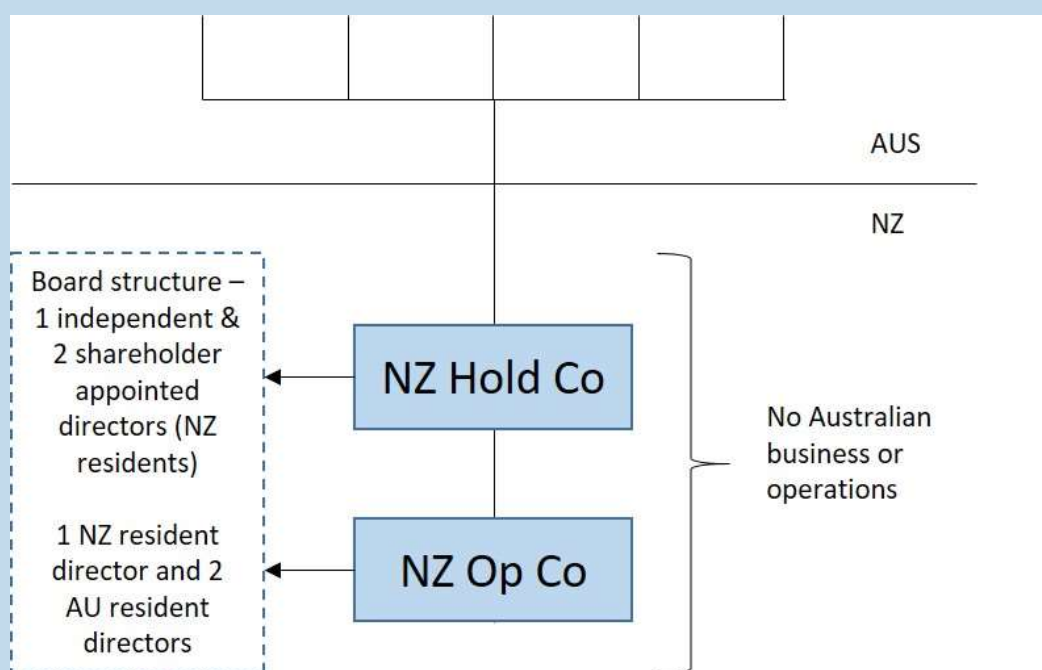 AUS
NZ
Board structure –
1 independent &
2 shareholder
appointed
directors (NZ
residents)
1 NZ resident
director and 2
AU resident
directors
NZ Hold Co
NZ Op Co
No Australian
business or
operations